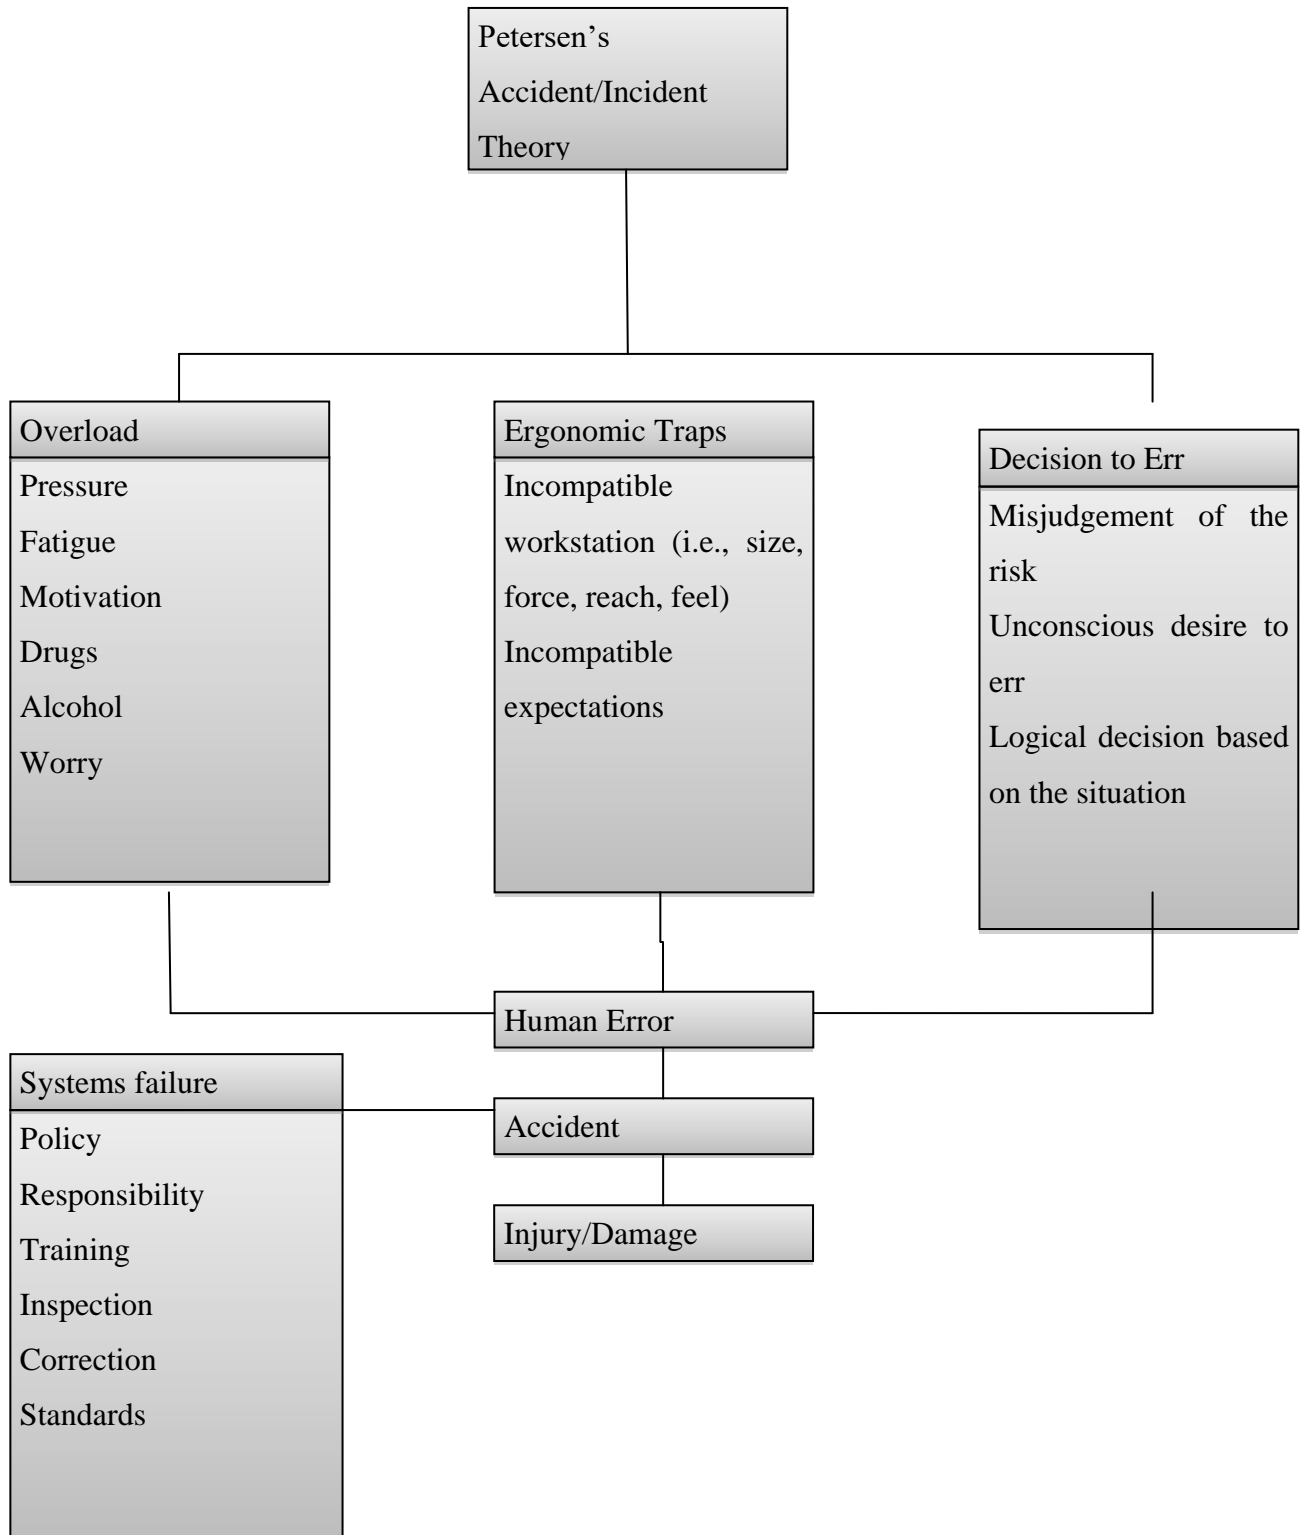 Petersen’s
Accident/Incident
Theory
Overload
Pressure
Fatigue
Motivation
Drugs
Alcohol
Worry
Ergonomic Traps
Incompatible
workstation (i.e., size,
force, reach, feel)
Incompatible
expectations
Decision to Err
Misjudgement of the
risk
Unconscious desire to
err
Logical decision based
on the situation
Human Error
Systems failure
Policy
Responsibility
Training
Inspection
Correction
Standards
Accident
Injury/Damage